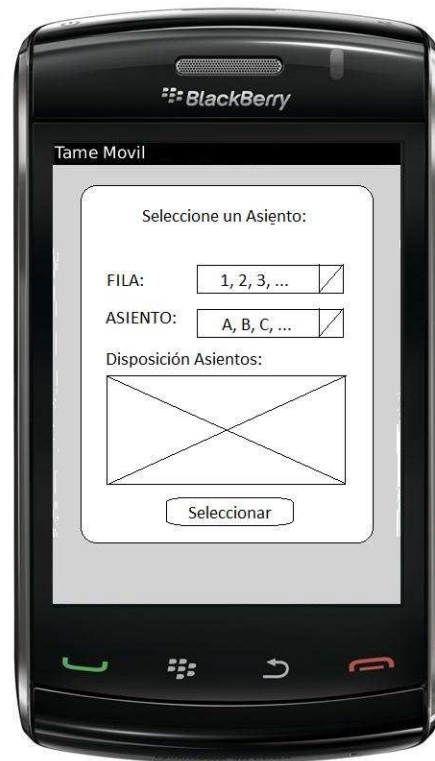 BlackBerry
Tame Movil
Seleccione un Asiento:
FILA: 1, 2, 3, ...
ASIENTO: A, B, C, ...
Disposición Asientos:
Seleccionar